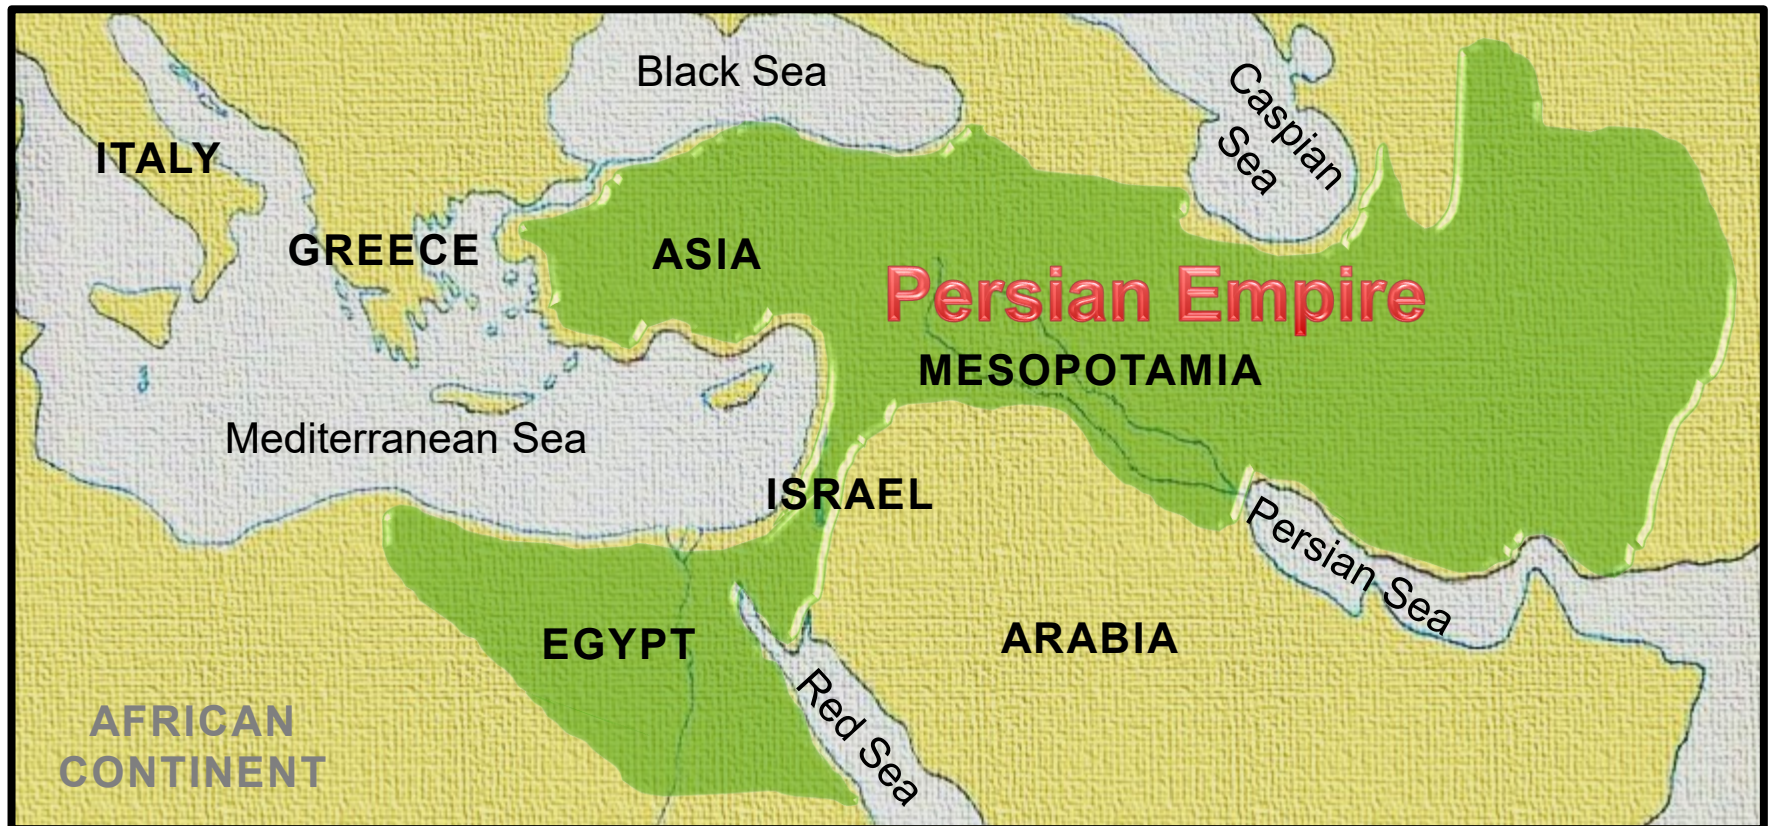 Black Sea
Caspian
Sea
ITALY
GREECE
ASIA
Persian Empire
MESOPOTAMIA
Mediterranean Sea
ISRAEL
Persian Sea
EGYPT
ARABIA
Red Sea
AFRICAN
CONTINENT